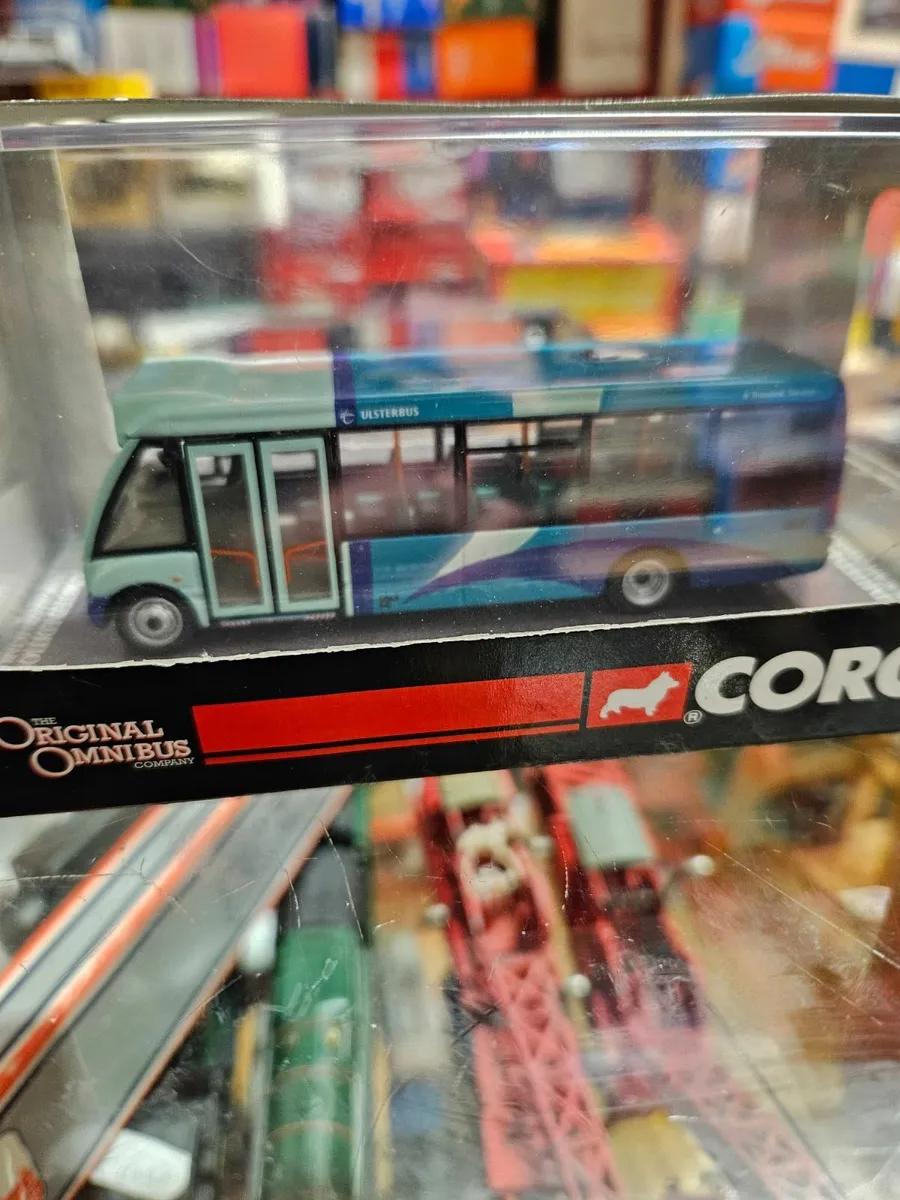 ULSTERBUS
THE
ORIGINAL
OMNIBUS
COMPANY
® CORG